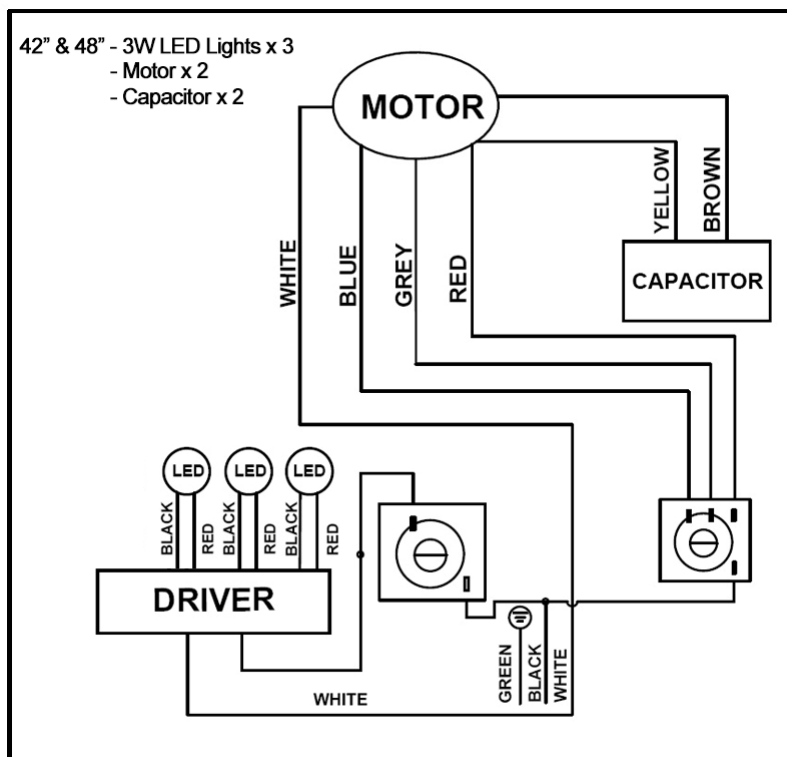 42” & 48” - 3W LED Lights x 3
- Motor x 2
- Capacitor x 2
MOTOR
WHITE
BLUE
GREY
RED
YELLOW
BROWN
CAPACITOR
LED
LED
LED
BLACK
RED
BLACK
RED
BLACK
RED
DRIVER
GREEN
BLACK
WHITE
WHITE